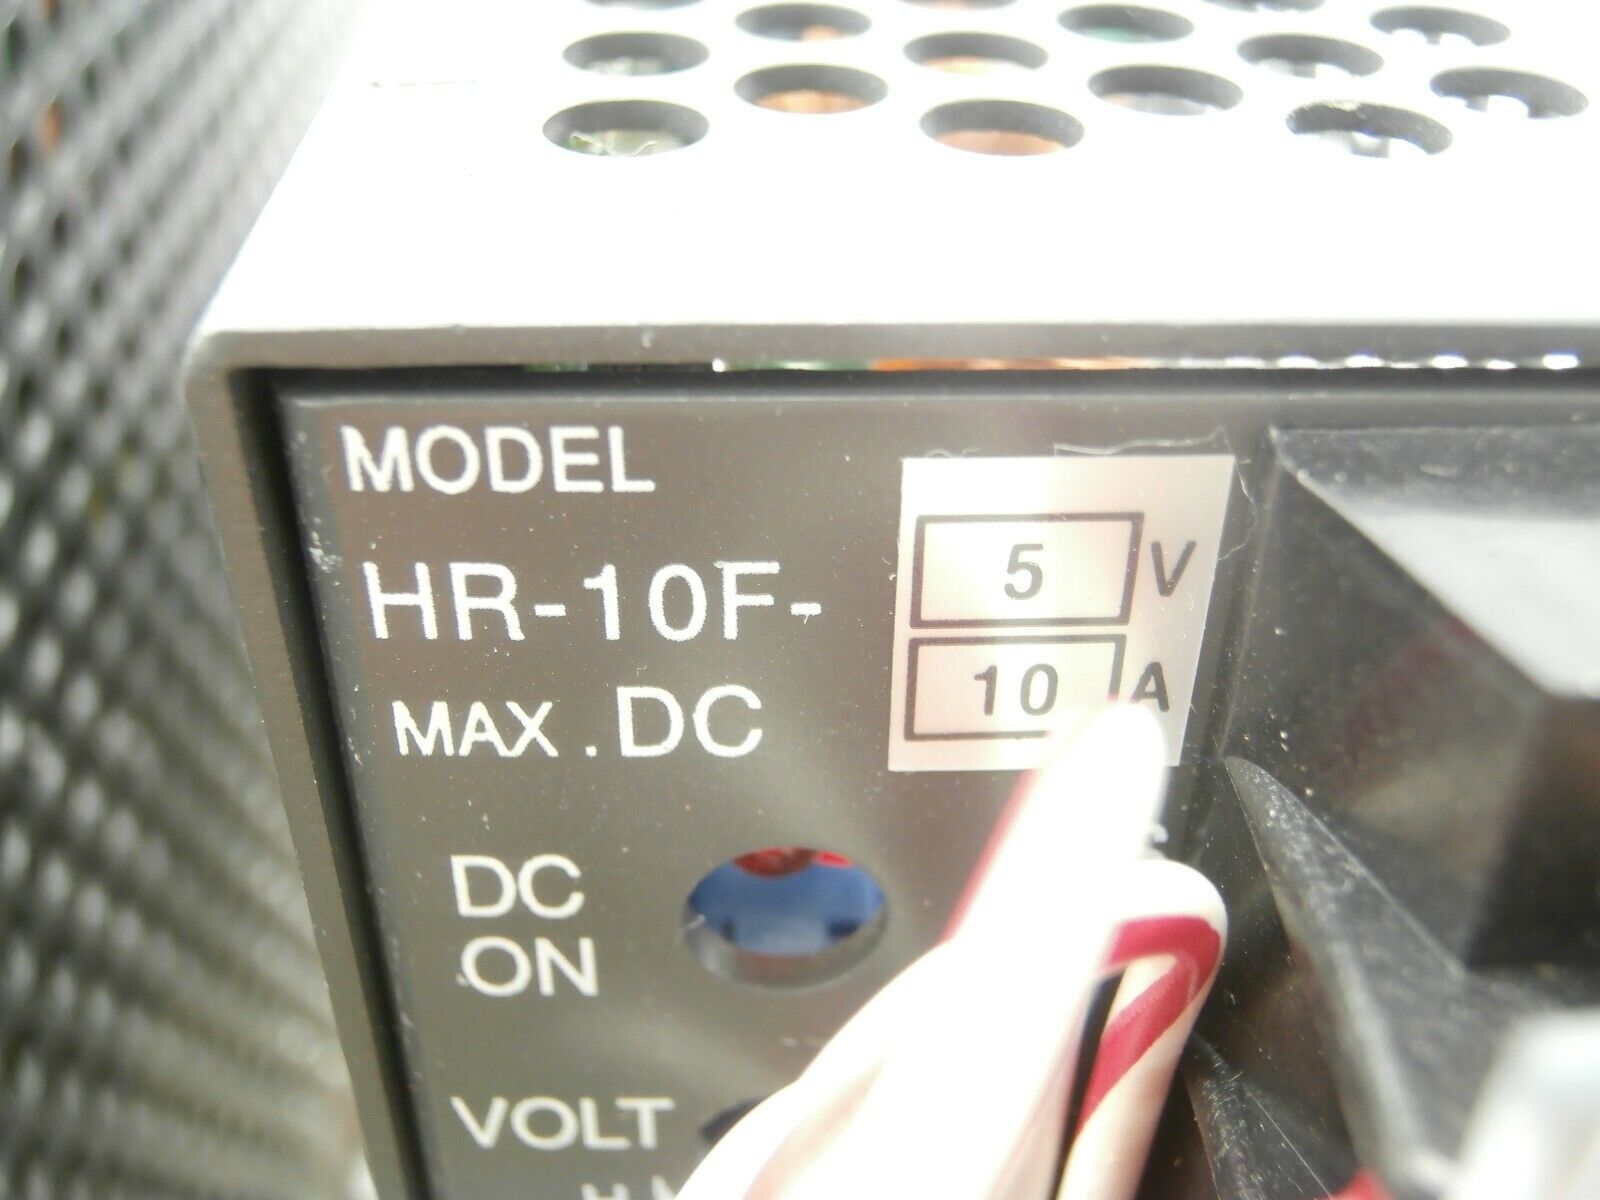 MODEL
HR-10F- 5 V
MAX. DC 10 A
DC
ON
VOLT